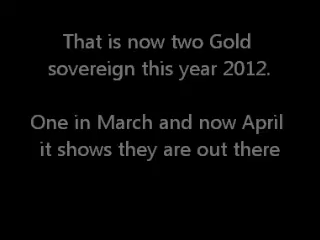 That is now two Gold
sovereign this year 2012.
One in March and now April
it shows they are out there